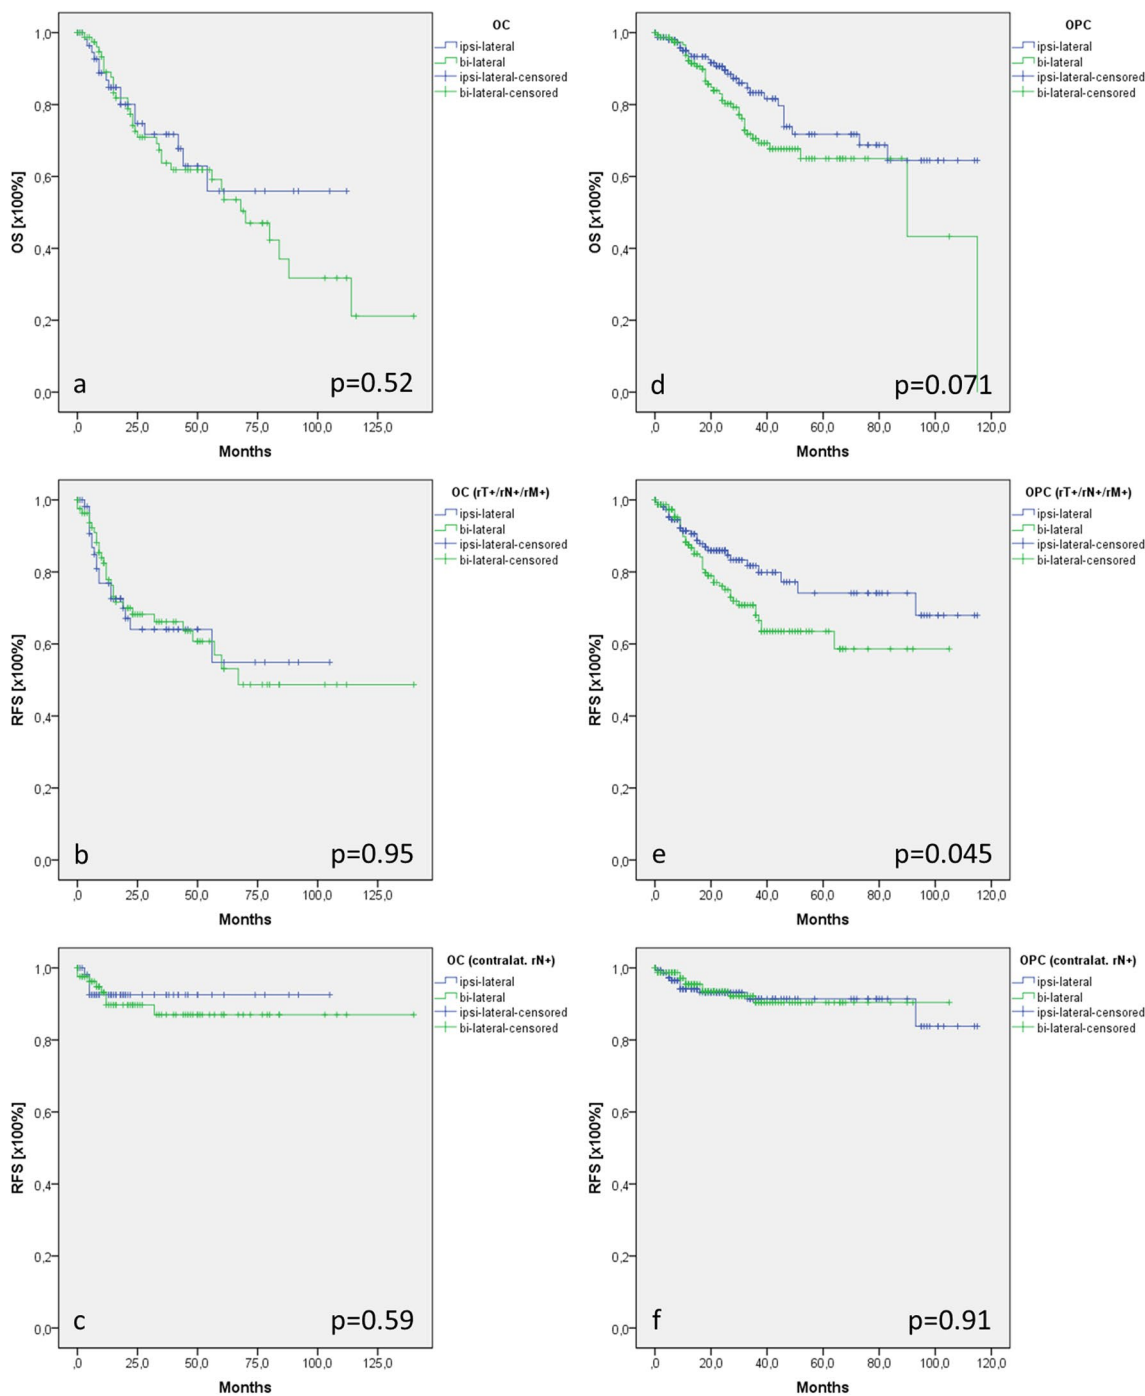 OC
ipsi-lateral
bi-lateral
ipsi-lateral-censored
bi-lateral-censored
1,0
0,8
0,6
0,4
0,2
0,0
OS [x100%]
a
p=0.52
,0 25,0 50,0 75,0 100,0 125,0
Months
OPC
ipsi-lateral
bi-lateral
ipsi-lateral-censored
bi-lateral-censored
1,0
0,8
0,6
0,4
0,2
0,0
OS [x100%]
d
p=0.071
,0 20,0 40,0 60,0 80,0 100,0 120,0
Months
OC (rT+/rN+/rM+)
ipsi-lateral
bi-lateral
ipsi-lateral-censored
bi-lateral-censored
1,0
0,8
0,6
0,4
0,2
0,0
RFS [x100%]
b
p=0.95
,0 25,0 50,0 75,0 100,0 125,0
Months
OPC (rT+/rN+/rM+)
ipsi-lateral
bi-lateral
ipsi-lateral-censored
bi-lateral-censored
1,0
0,8
0,6
0,4
0,2
0,0
RFS [x100%]
e
p=0.045
,0 20,0 40,0 60,0 80,0 100,0 120,0
Months
OC (contralat. rN+)
ipsi-lateral
bi-lateral
ipsi-lateral-censored
bi-lateral-censored
1,0
0,8
0,6
0,4
0,2
0,0
RFS [x100%]
c
p=0.59
,0 25,0 50,0 75,0 100,0 125,0
Months
OPC (contralat. rN+)
ipsi-lateral
bi-lateral
ipsi-lateral-censored
bi-lateral-censored
1,0
0,8
0,6
0,4
0,2
0,0
RFS [x100%]
f
p=0.91
,0 20,0 40,0 60,0 80,0 100,0 120,0
Months